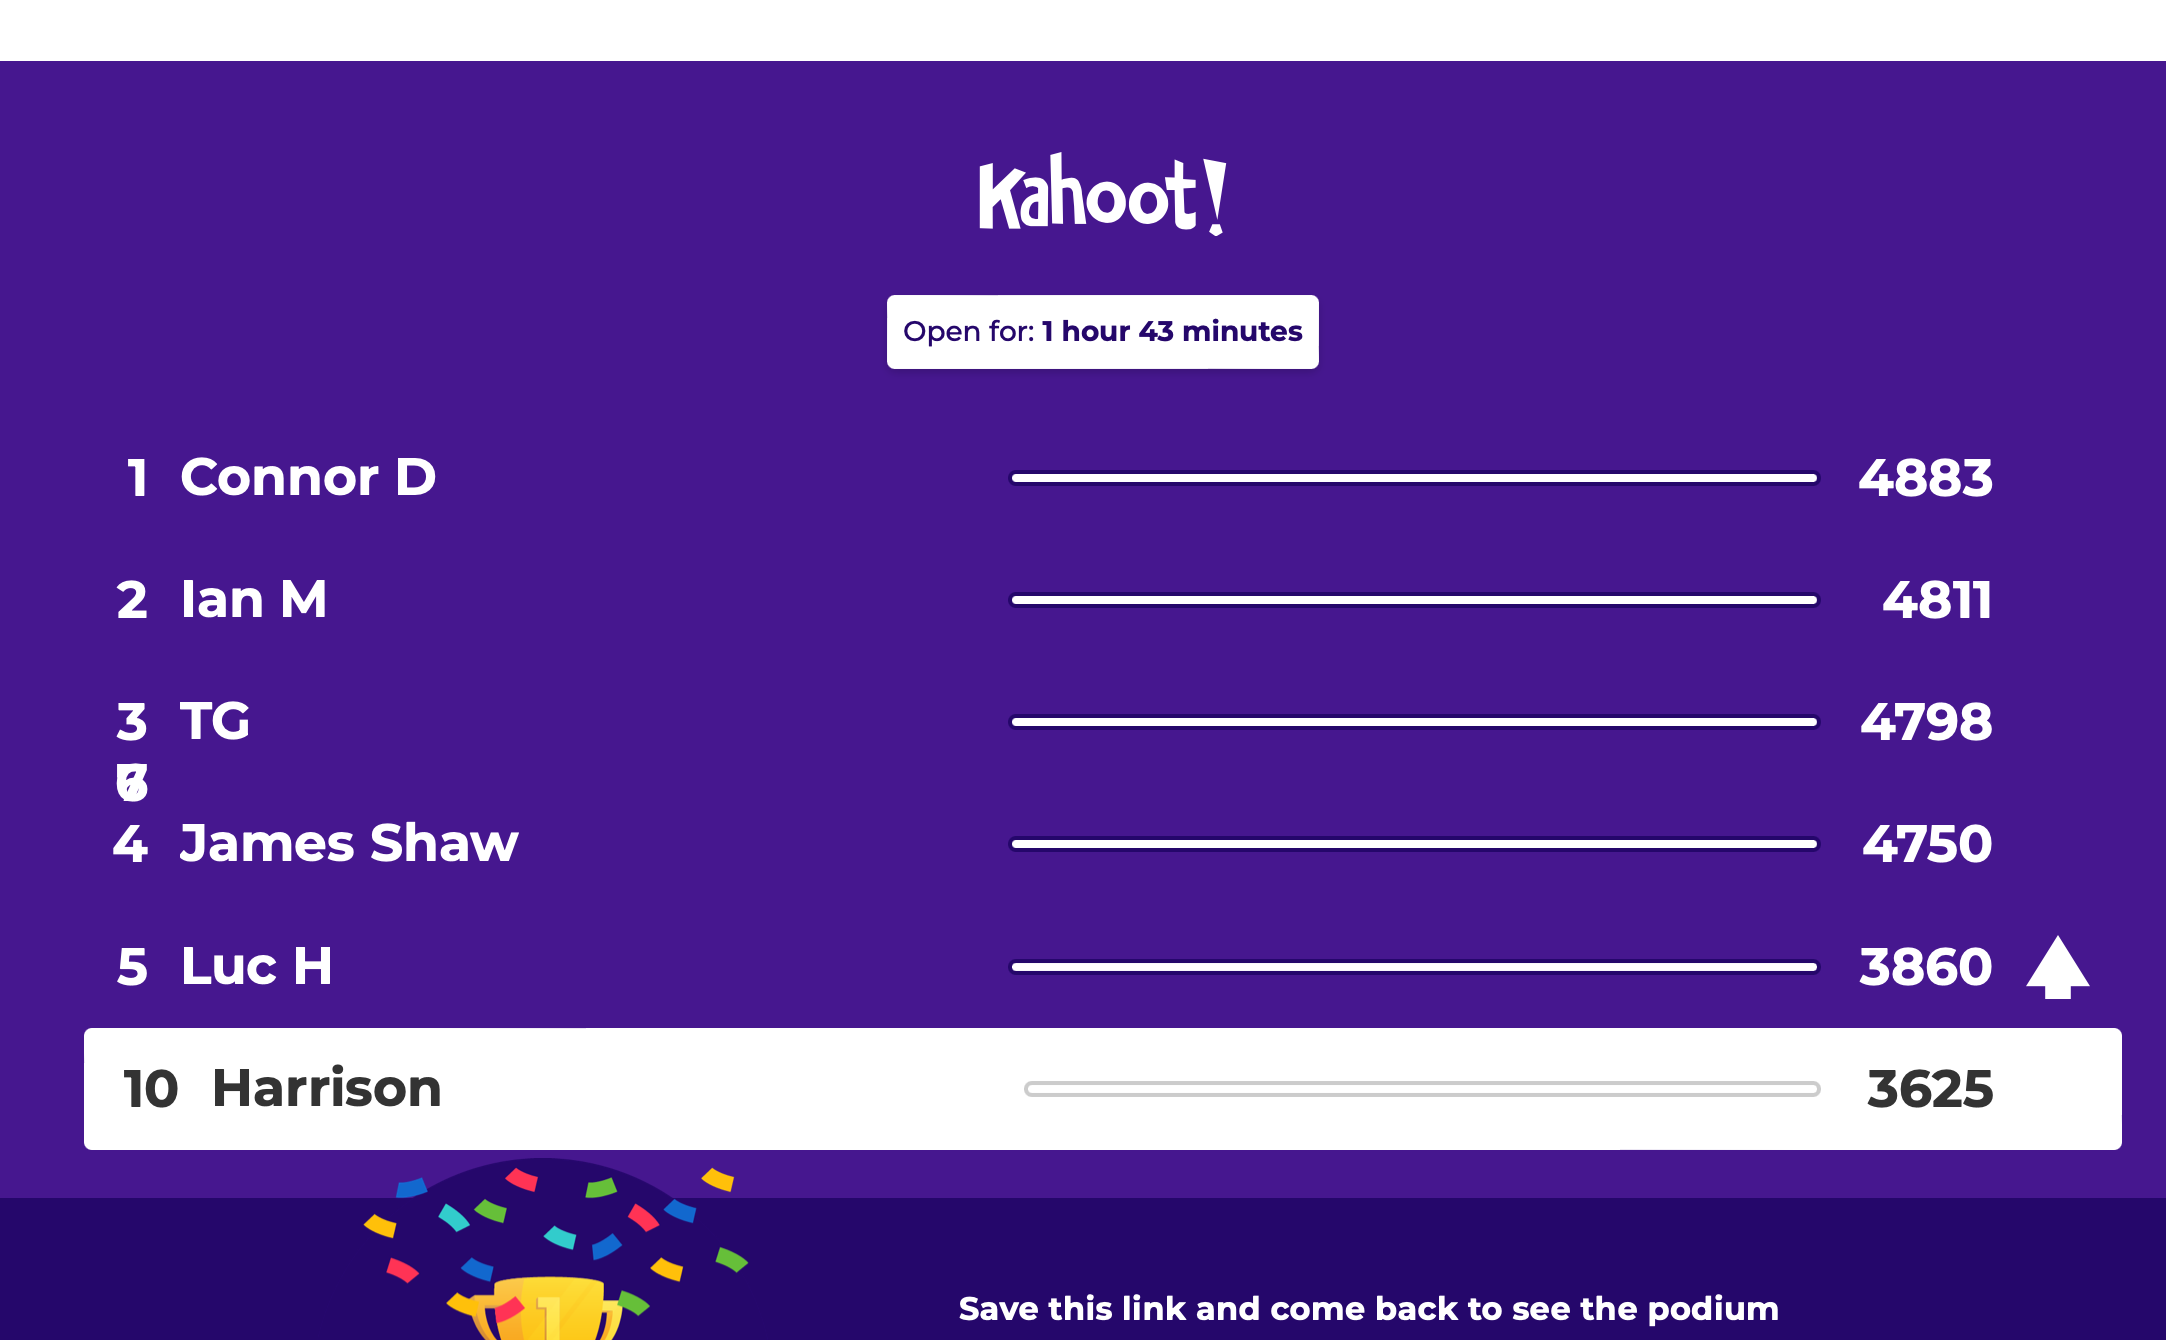 Kahoot!
Open for: 1 hour 43 minutes
1 Connor D 4883
2 Ian M 4811
3 TG 4798
4 James Shaw 4750
5 Luc H 3860
10 Harrison 3625
1
Save this link and come back to see the podium